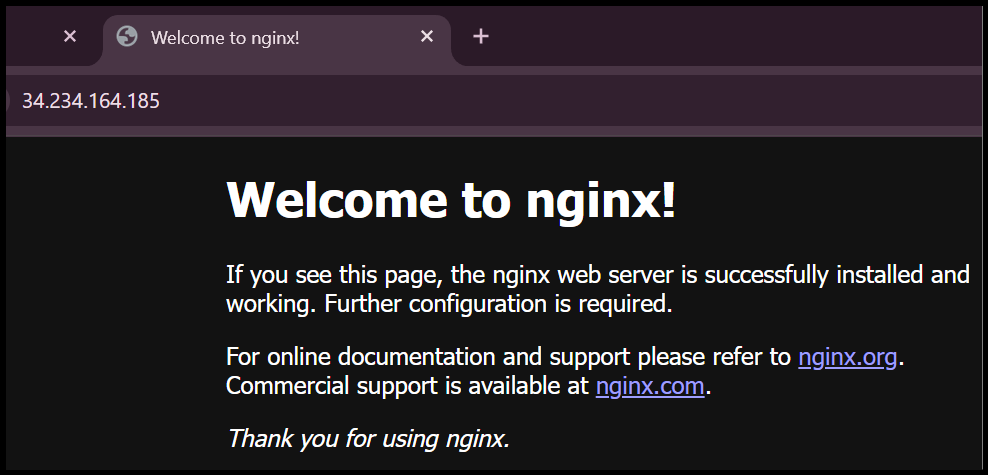 Welcome to nginx!
34.234.164.185
Welcome to nginx!
If you see this page, the nginx web server is successfully installed and
working. Further configuration is required.
For online documentation and support please refer to nginx.org.
Commercial support is available at nginx.com.
Thank you for using nginx.